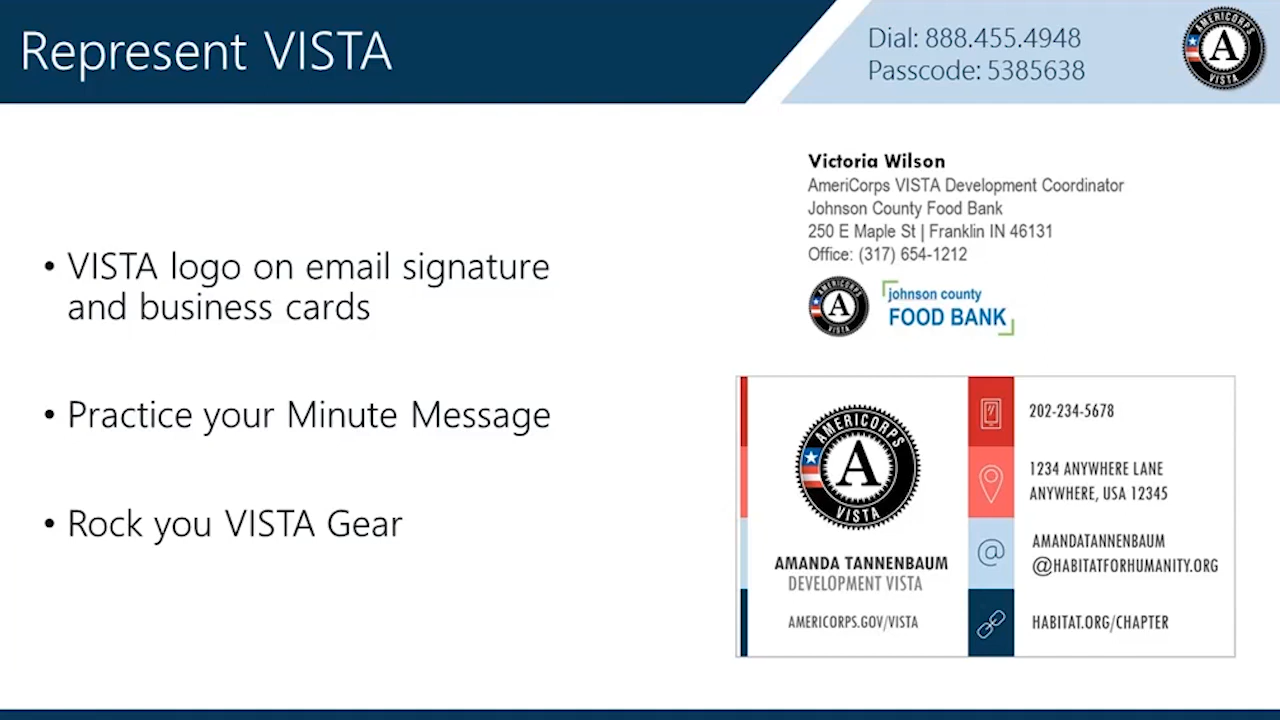 Represent VISTA
Dial: 888.455.4948
Passcode: 5385638
AMERICORPS
A
VISTA
• VISTA logo on email signature
and business cards
• Practice your Minute Message
• Rock you VISTA Gear
Victoria Wilson
AmeriCorps VISTA Development Coordinator
Johnson County Food Bank
250 E Maple St | Franklin IN 46131
Office: (317) 654-1212
AMERICORPS
A
VISTA
johnson county
FOOD BANK
AMERICORPS
A
VISTA
AMANDA TANNENBAUM
DEVELOPMENT VISTA
AMERICORPS.GOV/VISTA
202-234-5678
1234 ANYWHERE LANE
ANYWHERE, USA 12345
@
AMANDATANNENBAUM
@HABITATFORHUMANITY.ORG
HABITAT.ORG/CHAPTER